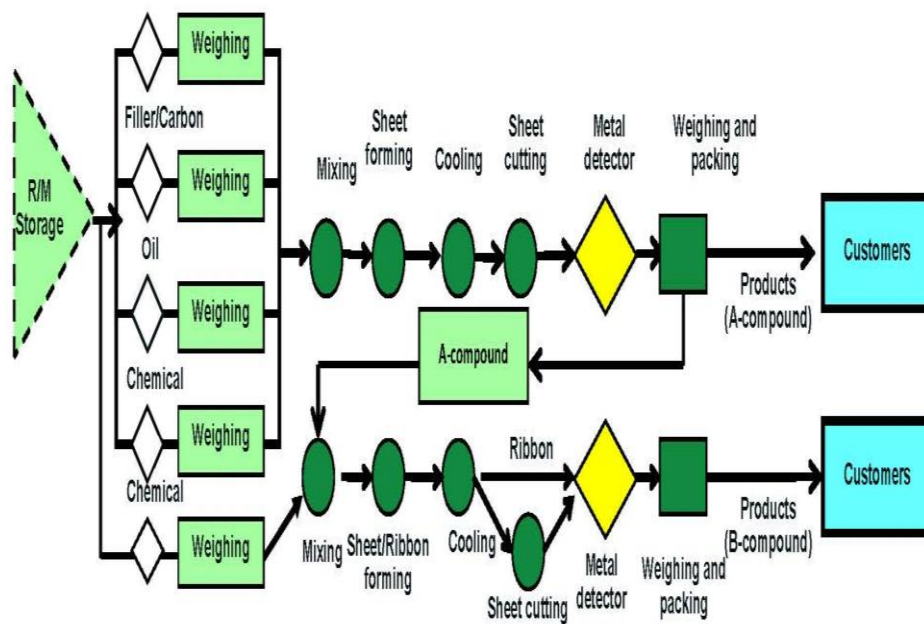 Weighing
Filler/Carbon
R/M
Storage
Weighing
Oil
Weighing
Chemical
Weighing
Chemical
Weighing
Mixing
Sheet
forming
Cooling
Sheet
cutting
Metal
detector
Weighing and
packing
Products
(A-compound)
Customers
A-compound
Mixing
Sheet/Ribbon
forming
Cooling
Ribbon
Sheet cutting
Metal
detector
Weighing and
packing
Products
(B-compound)
Customers